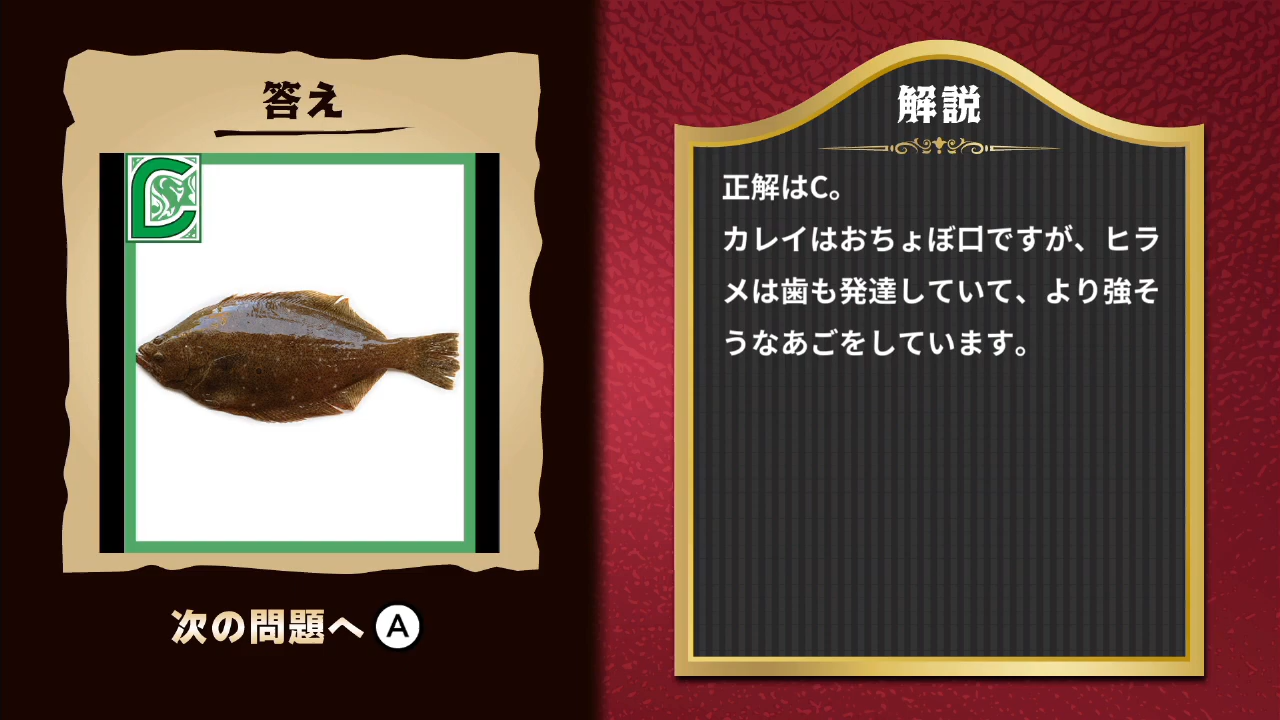 答え
C
次の問題へ A
解説
正解はC。
カレイはおちょぼ口ですが、ヒラ
メは歯も発達していて、より強そ
うなあごをしています。